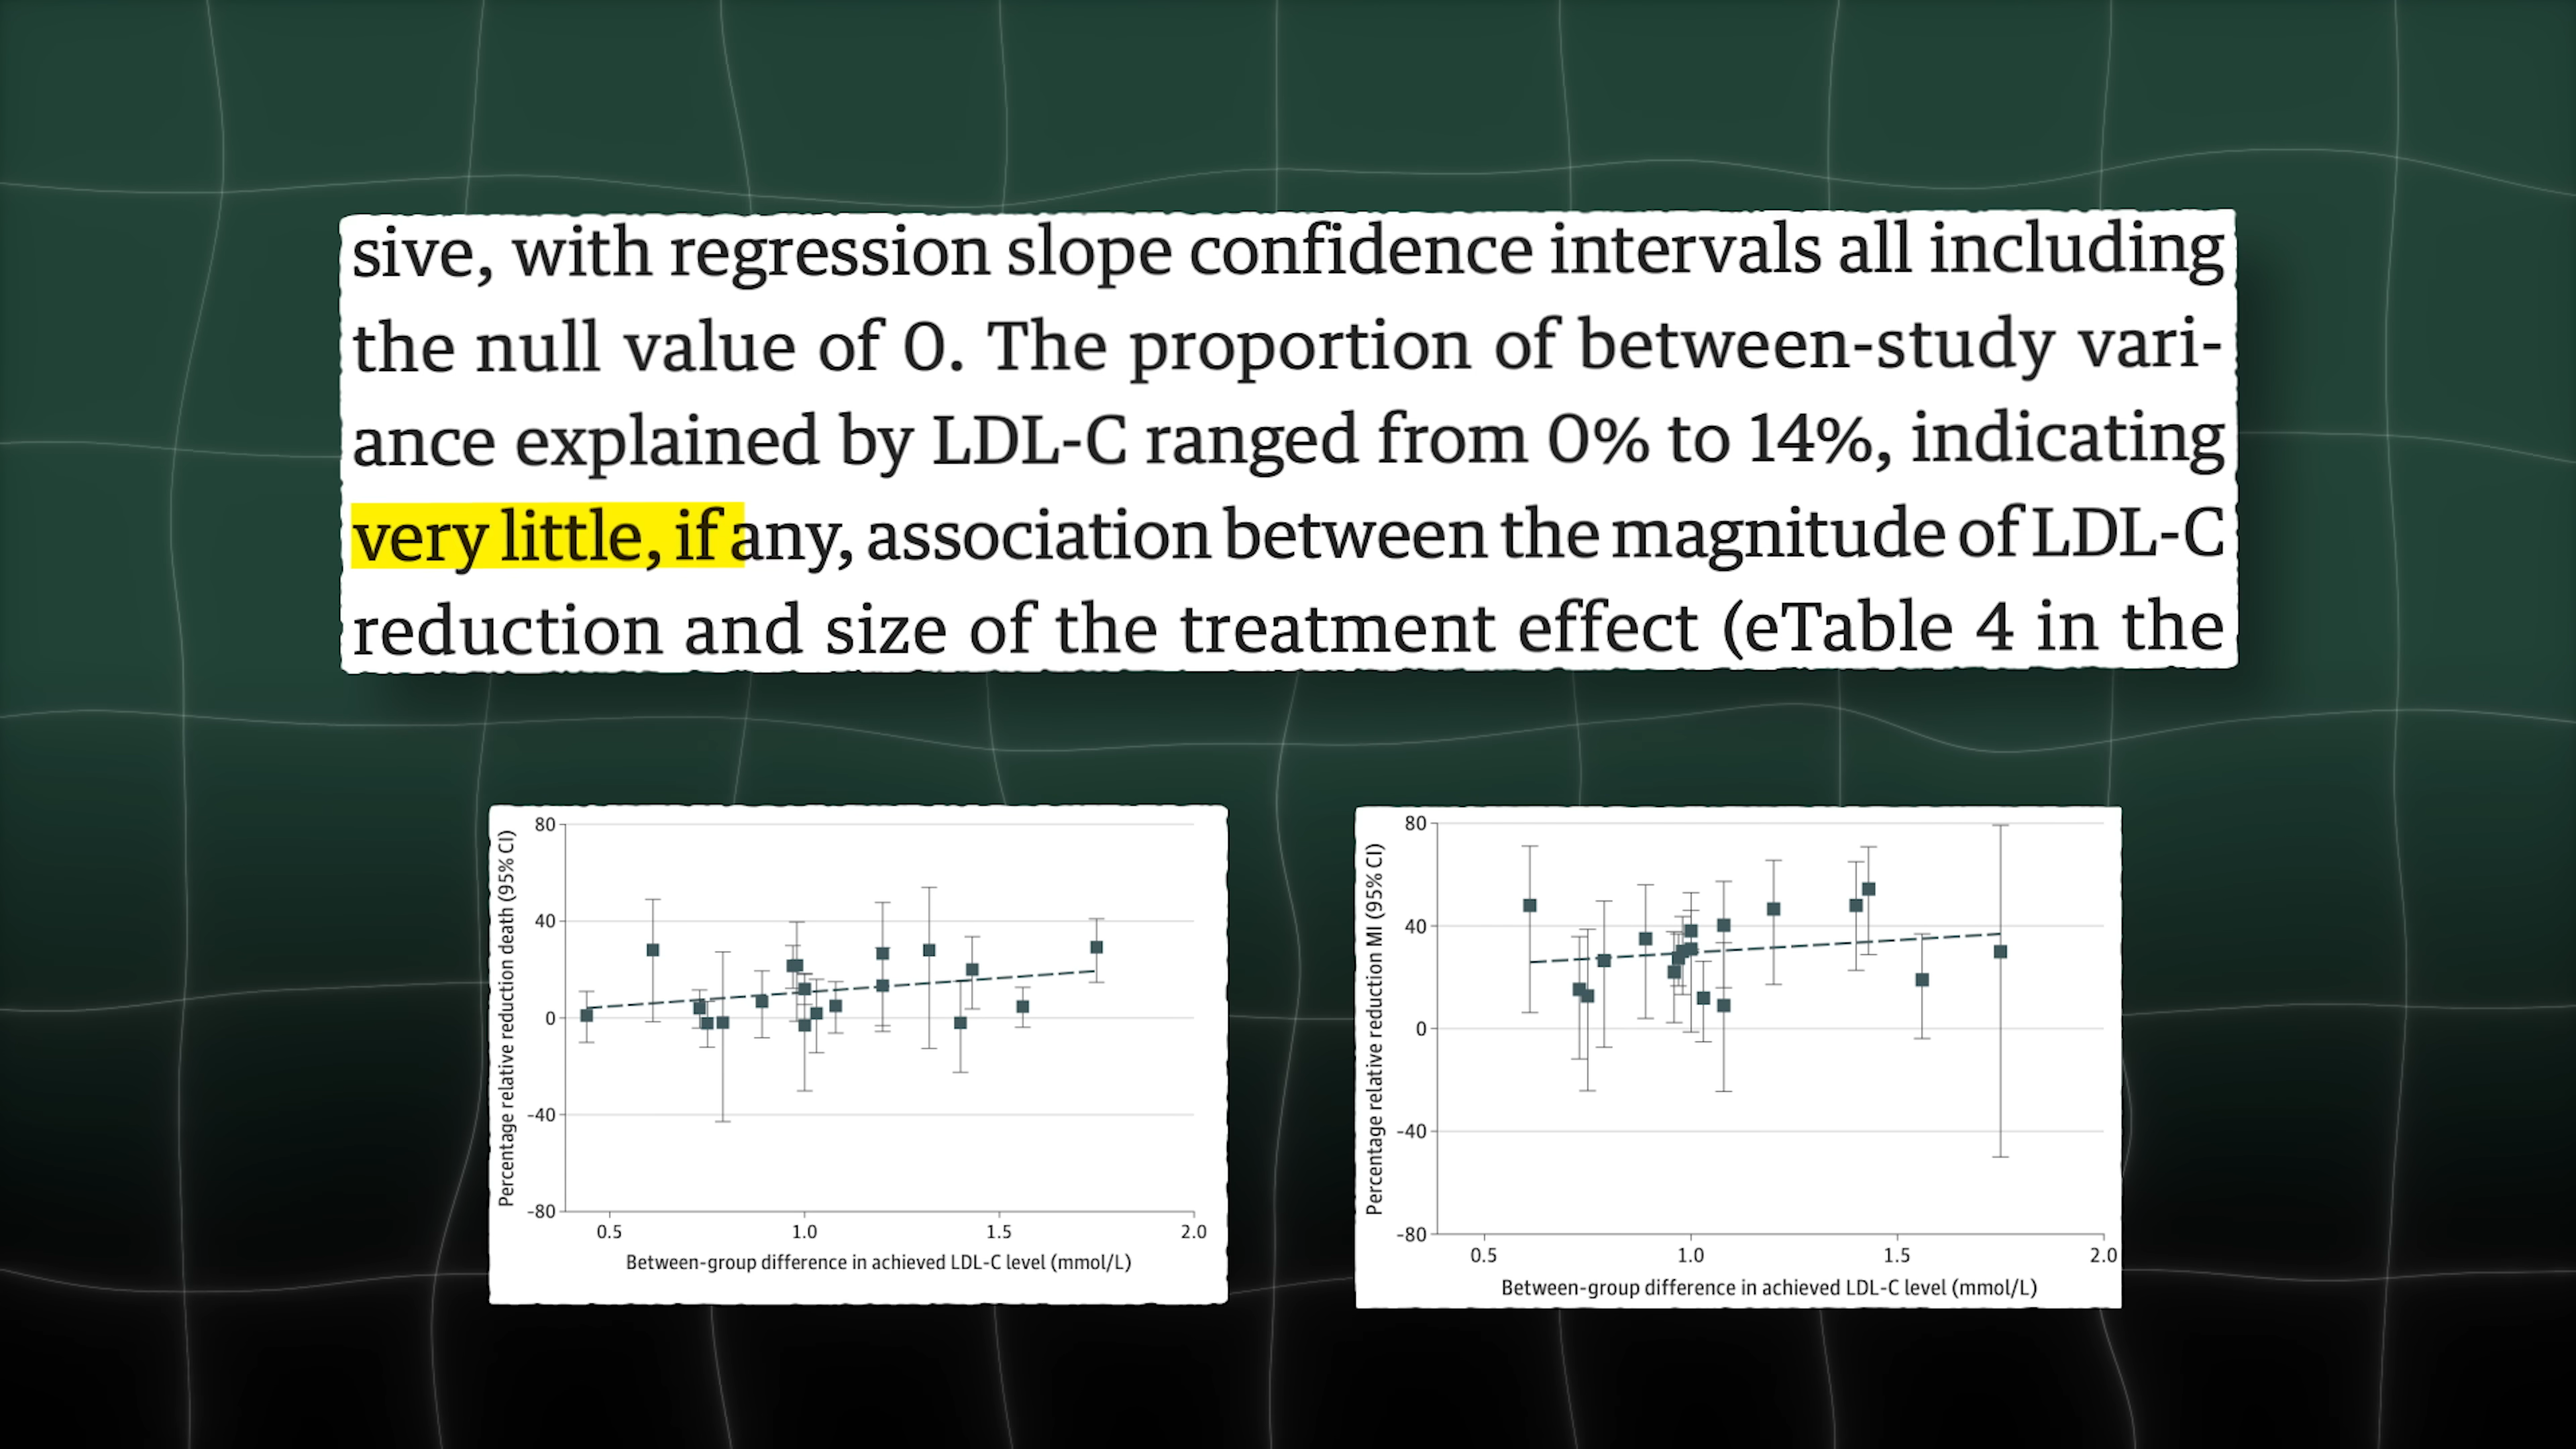 sive, with regression slope confidence intervals all including
the null value of 0. The proportion of between-study vari-
ance explained by LDL-C ranged from 0% to 14%, indicating
very little, if any, association between the magnitude of LDL-C
reduction and size of the treatment effect (eTable 4 in the
Percentage relative reduction death (95% CI)
80
40
0
-40
-80
0.5 1.0 1.5 2.0
Between-group difference in achieved LDL-C level (mmol/L)
Percentage relative reduction MI (95% CI)
80
40
0
-40
-80
0.5 1.0 1.5 2.0
Between-group difference in achieved LDL-C level (mmol/L)